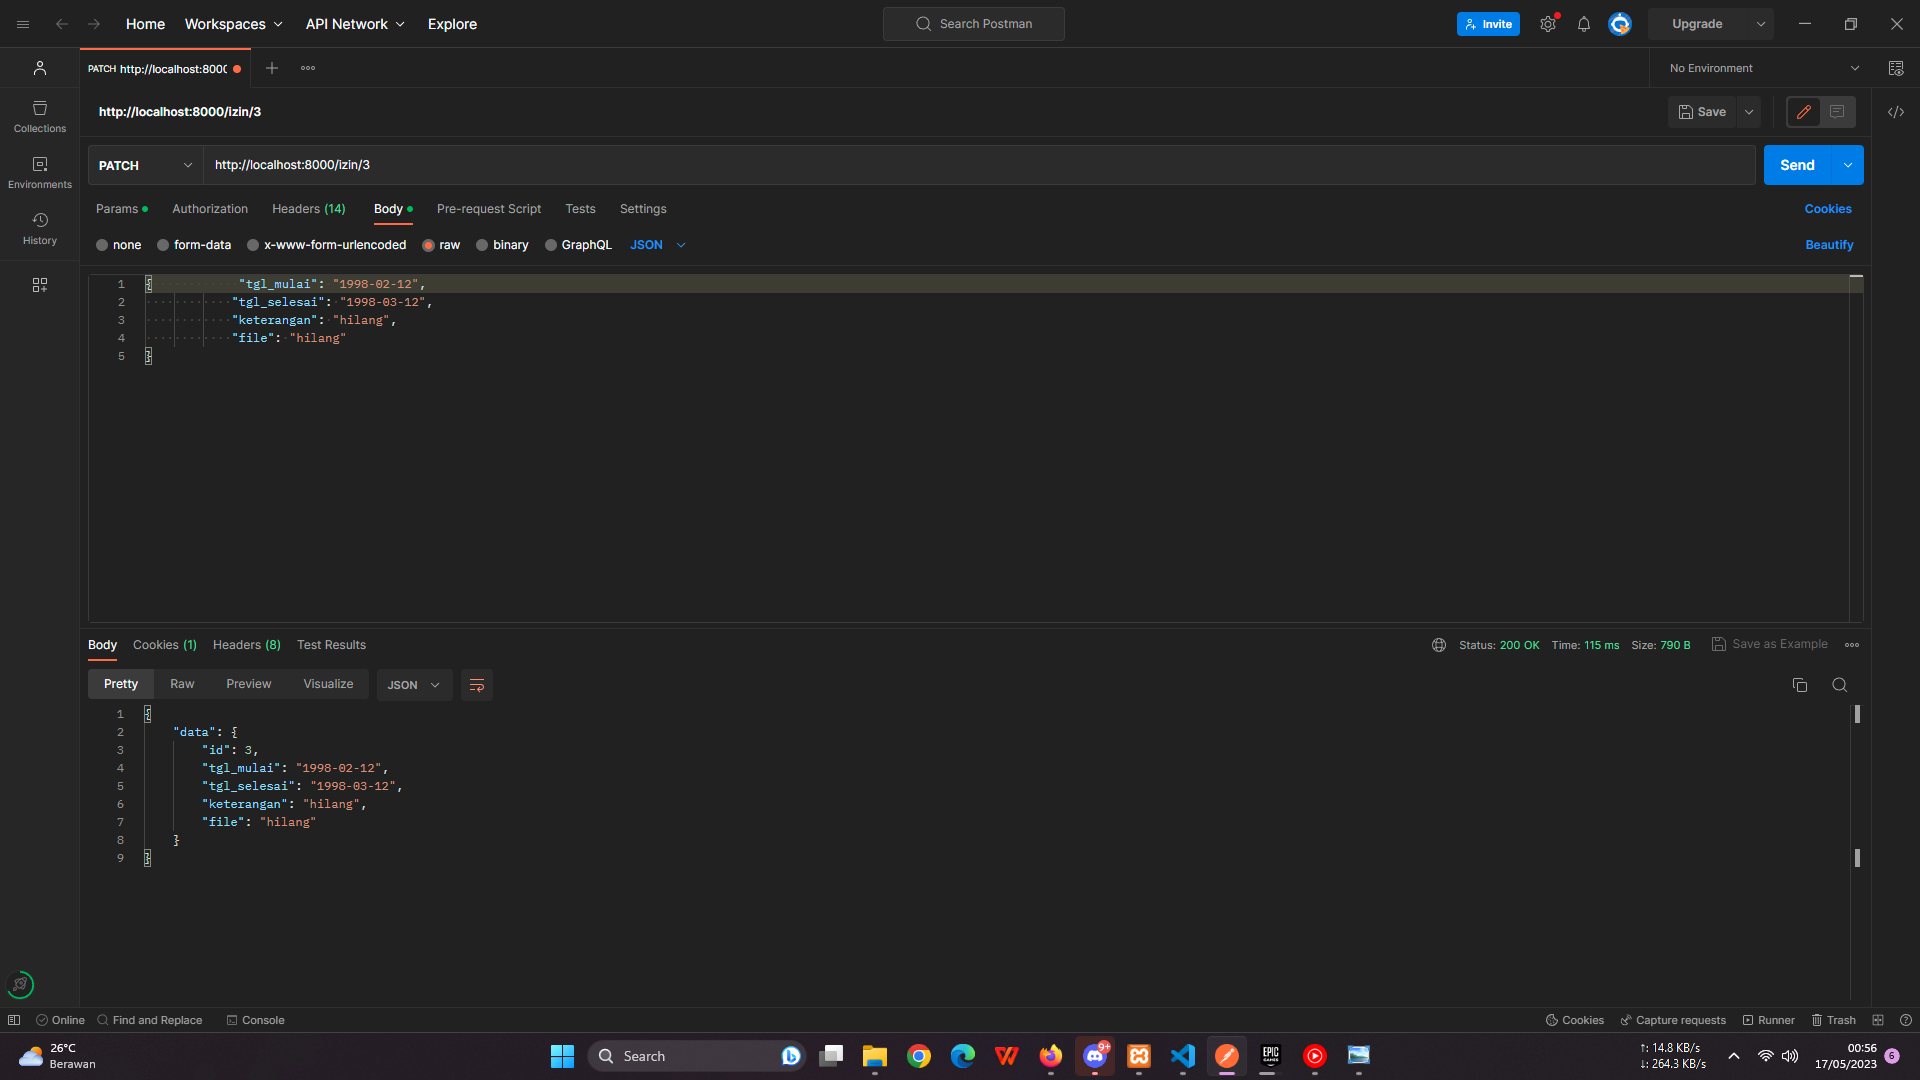 Home Workspaces API Network Explore Search Postman Invite Upgrade
PATCH http://localhost:8000 No Environment
http://localhost:8000/izin/3 Save
Collections
PATCH http://localhost:8000/izin/3 Send
Environments
Params Authorization Headers (14) Body Pre-request Script Tests Settings Cookies
History
none form-data x-www-form-urlencoded raw binary GraphQL JSON Beautify
1 { "tgl_mulai": "1998-02-12",
2 "tgl_selesai": "1998-03-12",
3 "keterangan": "hilang",
4 "file": "hilang"
5 }
Body Cookies (1) Headers (8) Test Results Status: 200 OK Time: 115 ms Size: 790 B Save as Example
Pretty Raw Preview Visualize JSON
1 {
2 "data": {
3 "id": 3,
4 "tgl_mulai": "1998-02-12",
5 "tgl_selesai": "1998-03-12",
6 "keterangan": "hilang",
7 "file": "hilang"
8 }
9 }
Online Find and Replace Console Cookies Capture requests Runner Trash
26°C
Berawan
Search
9+
EPIC
GAMES
↑: 14.8 KB/s
↓: 264.3 KB/s
00:56
17/05/2023
6